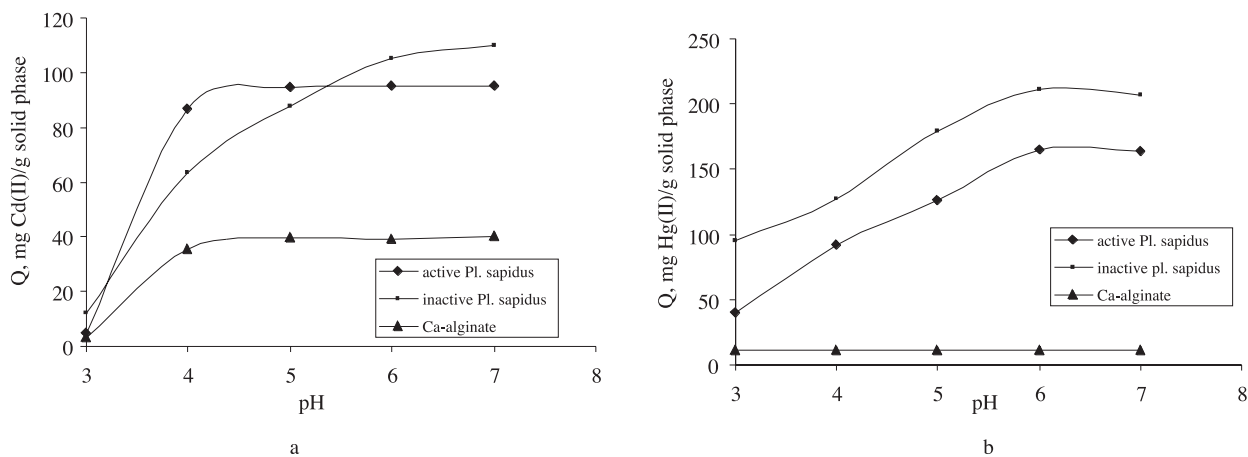 Q, mg Cd(II)/g solid phase
120
100
80
60
40
20
0
3 4 5 6 7 8
pH
active Pl. sapidus
inactive Pl. sapidus
Ca-alginate
a
Q, mg Hg(II)/g solid phase
250
200
150
100
50
0
3 4 5 6 7 8
pH
active Pl. sapidus
inactive pl. sapidus
Ca-alginate
b